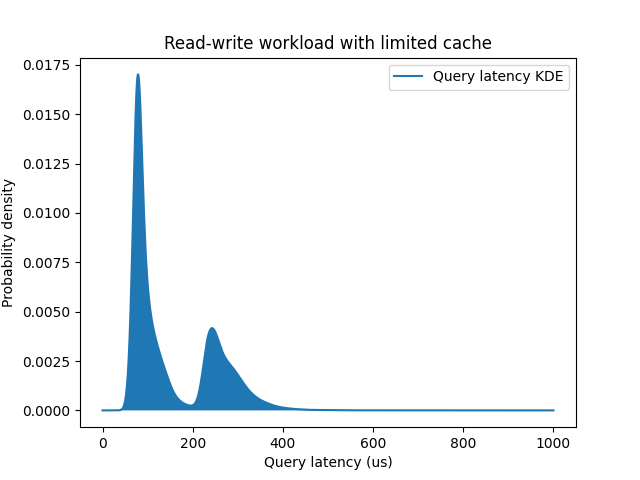 Read-write workload with limited cache
Query latency KDE
Probability density
0.0175
0.0150
0.0125
0.0100
0.0075
0.0050
0.0025
0.0000
0 200 400 600 800 1000
Query latency (us)